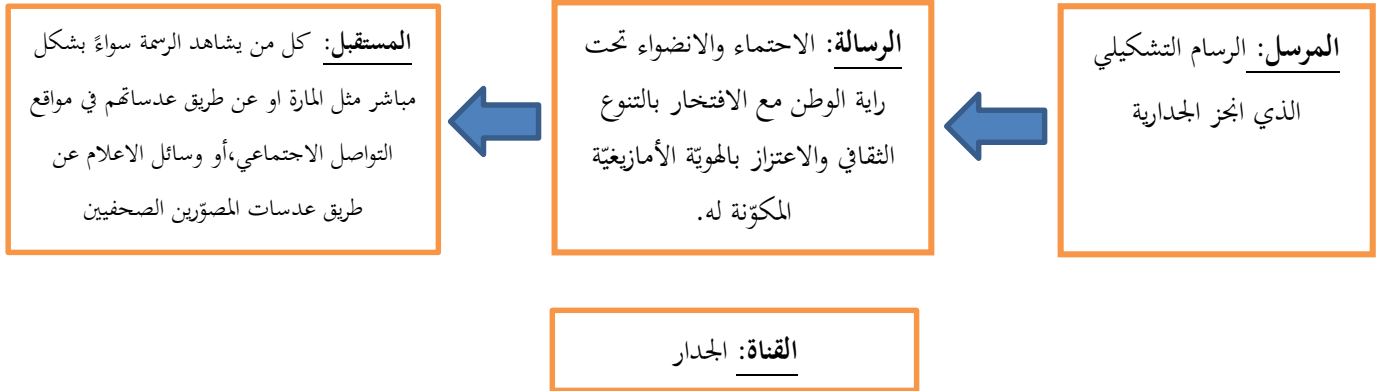 المرسل: الرسام التشكيلي
الذي انجز الجدارية
الرسالة: الاحتماء والانضواء تحت
راية الوطن مع الافتخار بالتنوع
الثقافي والاعتزاز بالهويّة الأمازيغيّة
المكوّنة له.
المستقبل: كل من يشاهد الرسمة سواءً بشكل
مباشر مثل المارة او عن طريق عدساتهم في مواقع
التواصل الاجتماعي،أو وسائل الاعلام عن
طريق عدسات المصوّرين الصحفيين
القناة: الجدار